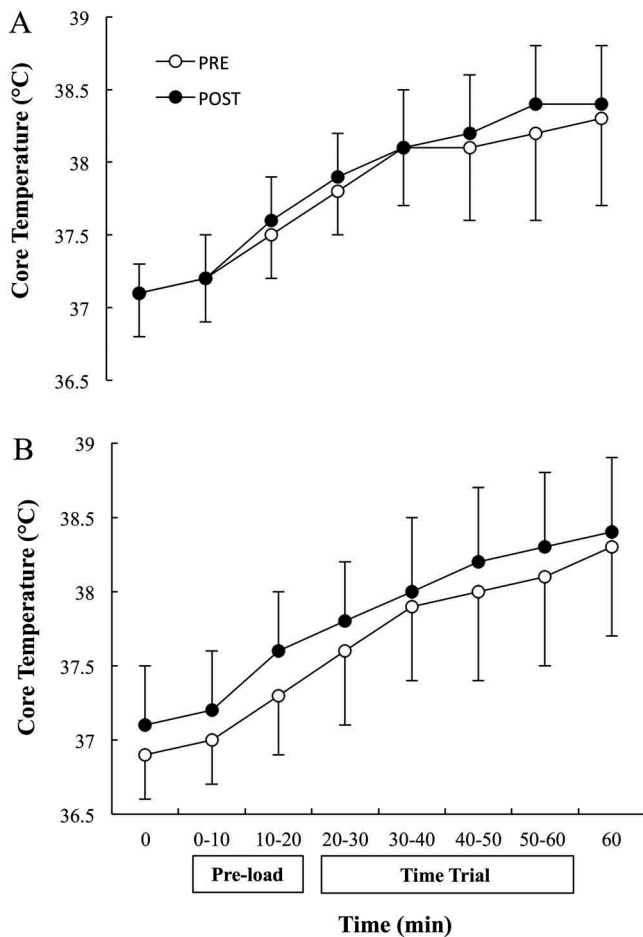 A
39
38.5
38
37.5
37
36.5
Core Temperature (°C)
PRE
POST
B
39
38.5
38
37.5
37
36.5
Core Temperature (°C)
0 0-10 10-20 20-30 30-40 40-50 50-60 60
Pre-load Time Trial
Time (min)